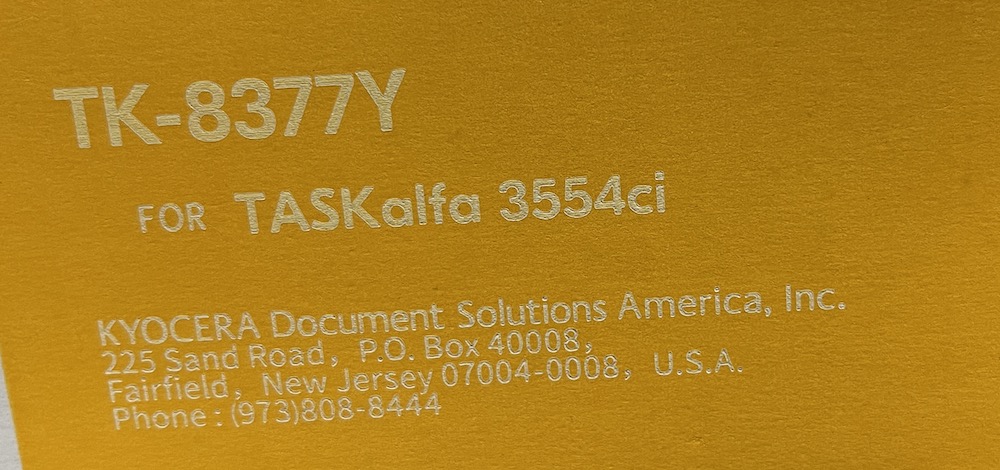 TK-8377Y
FOR TASKalfa 3554ci
KYOCERA Document Solutions America, Inc.
225 Sand Road, P.O. Box 40008,
Fairfield, New Jersey 07004-0008, U.S.A.
Phone : (973)808-8444